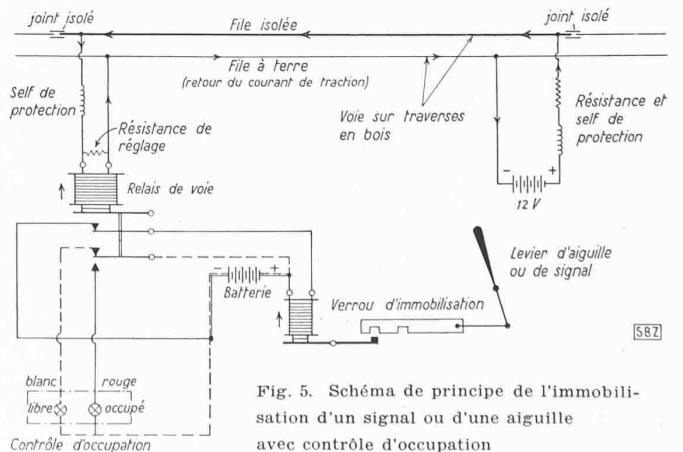 joint isolé
File isolée
joint isolé
File à terre
(retour du courant de traction)
Self de
protection
Résistance de
réglage
Voie sur traverses
en bois
Résistance et
self de
protection
- +
12 V
Relais de voie
Levier d'aiguille
ou de signal
- +
Batterie
Verrou d'immobilisation
SBZ
blanc rouge
libre occupé
Contrôle d'occupation
Fig. 5. Schéma de principe de l'immobili-
sation d'un signal ou d'une aiguille
avec contrôle d'occupation